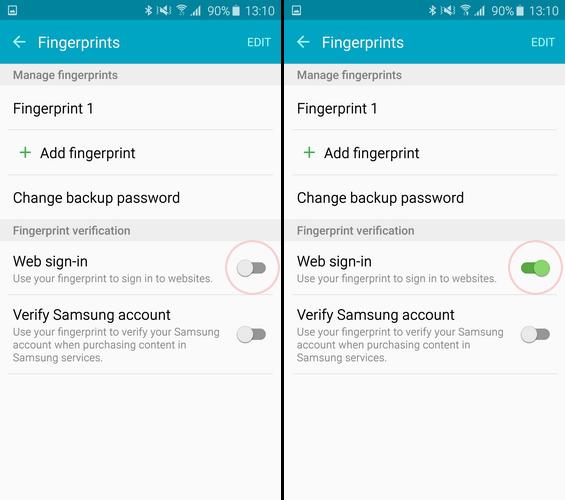 90% 13:10
Fingerprints EDIT
Manage fingerprints
Fingerprint 1
+ Add fingerprint
Change backup password
Fingerprint verification
Web sign-in
Use your fingerprint to sign in to websites.
Verify Samsung account
Use your fingerprint to verify your Samsung
account when purchasing content in
Samsung services.
90% 13:10
Fingerprints EDIT
Manage fingerprints
Fingerprint 1
+ Add fingerprint
Change backup password
Fingerprint verification
Web sign-in
Use your fingerprint to sign in to websites.
Verify Samsung account
Use your fingerprint to verify your Samsung
account when purchasing content in
Samsung services.